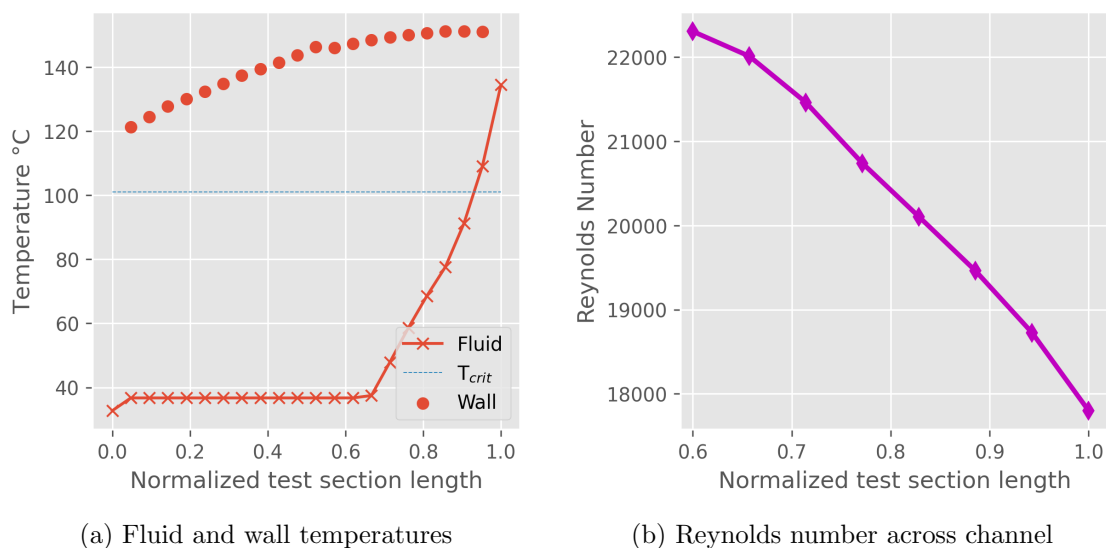 140
120
100
80
60
40
Temperature °C
Fluid
T_crit
Wall
0.0 0.2 0.4 0.6 0.8 1.0
Normalized test section length
(a) Fluid and wall temperatures
22000
21000
20000
19000
18000
Reynolds Number
0.6 0.7 0.8 0.9 1.0
Normalized test section length
(b) Reynolds number across channel